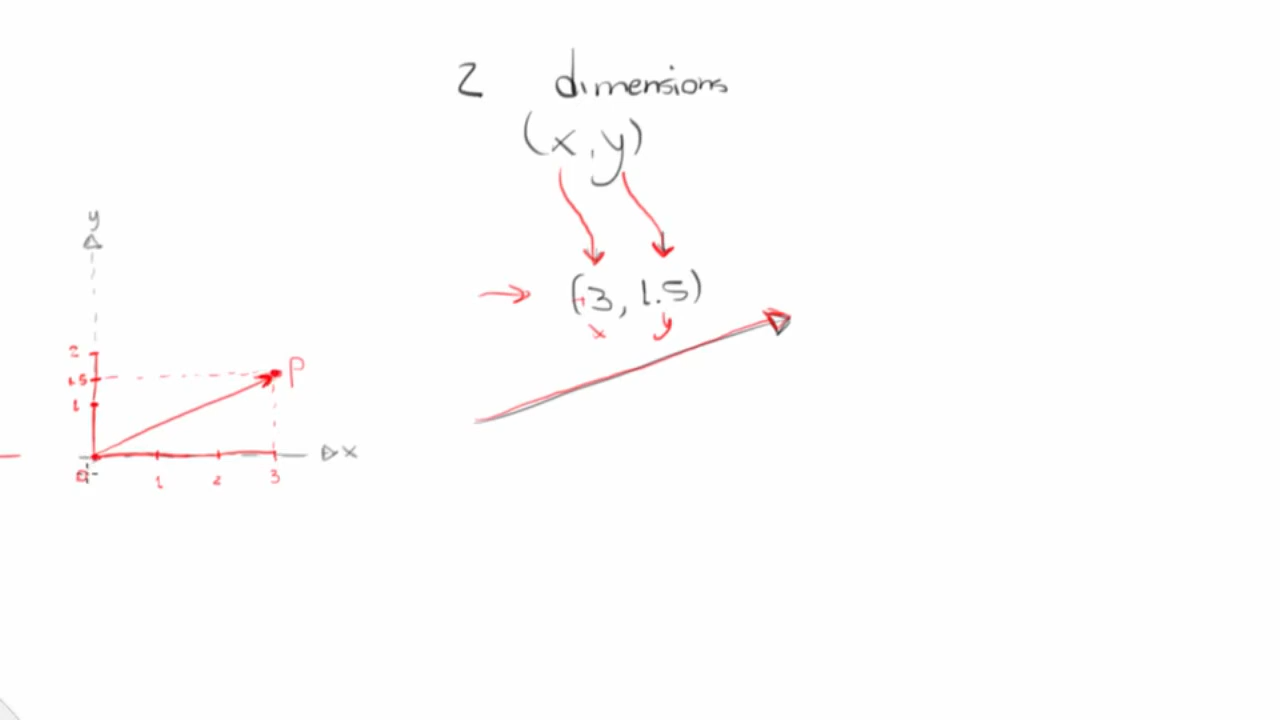 2 dimensions
(x, y)
(3, 1.5)
x y
y
2
1.5
1
P
x
0 1 2 3